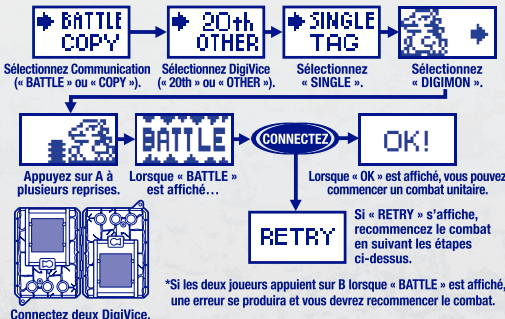 BATTLE
COPY
20th
OTHER
SINGLE
TAG
Sélectionnez Communication
(« BATTLE » ou « COPY »).
Sélectionnez DigiVice
(« 20th » ou « OTHER »).
Sélectionnez
« SINGLE ».
Sélectionnez
« DIGIMON ».
BATTLE
CONNECTEZ
OK!
Appuyez sur A à
plusieurs reprises.
Lorsque « BATTLE »
est affiché...
Lorsque « OK » est affiché, vous pouvez
commencer un combat unitaire.
RETRY
Si « RETRY » s'affiche,
recommencez le combat
en suivant les étapes
ci-dessus.
*Si les deux joueurs appuient sur B lorsque « BATTLE » est affiché,
une erreur se produira et vous devrez recommencer le combat.
Connectez deux DigiVice.